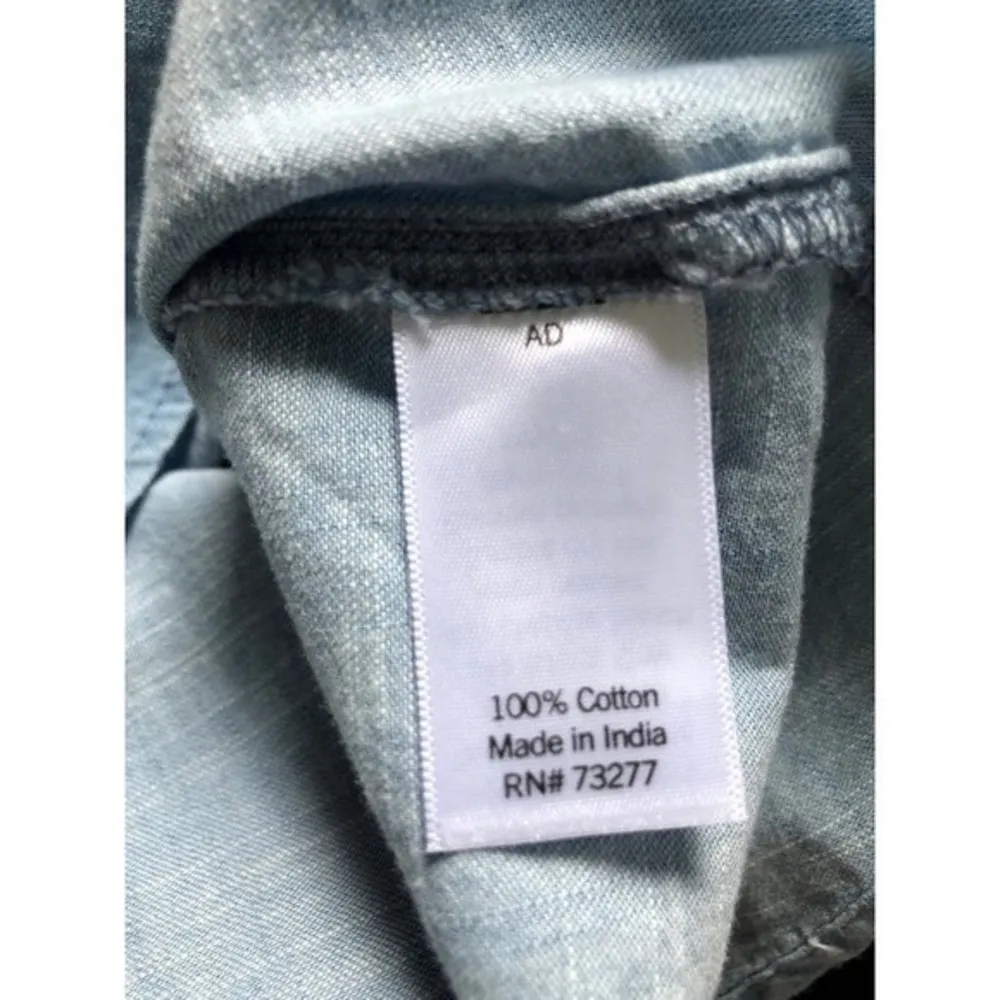 AD
100% Cotton
Made in India
RN# 73277